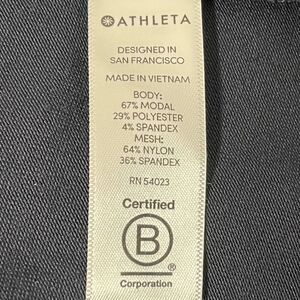 ATHLETA
DESIGNED IN
SAN FRANCISCO
MADE IN VIETNAM
BODY:
67% MODAL
29% POLYESTER
4% SPANDEX
MESH:
64% NYLON
36% SPANDEX
RN 54023
Certified
B
®
Corporation